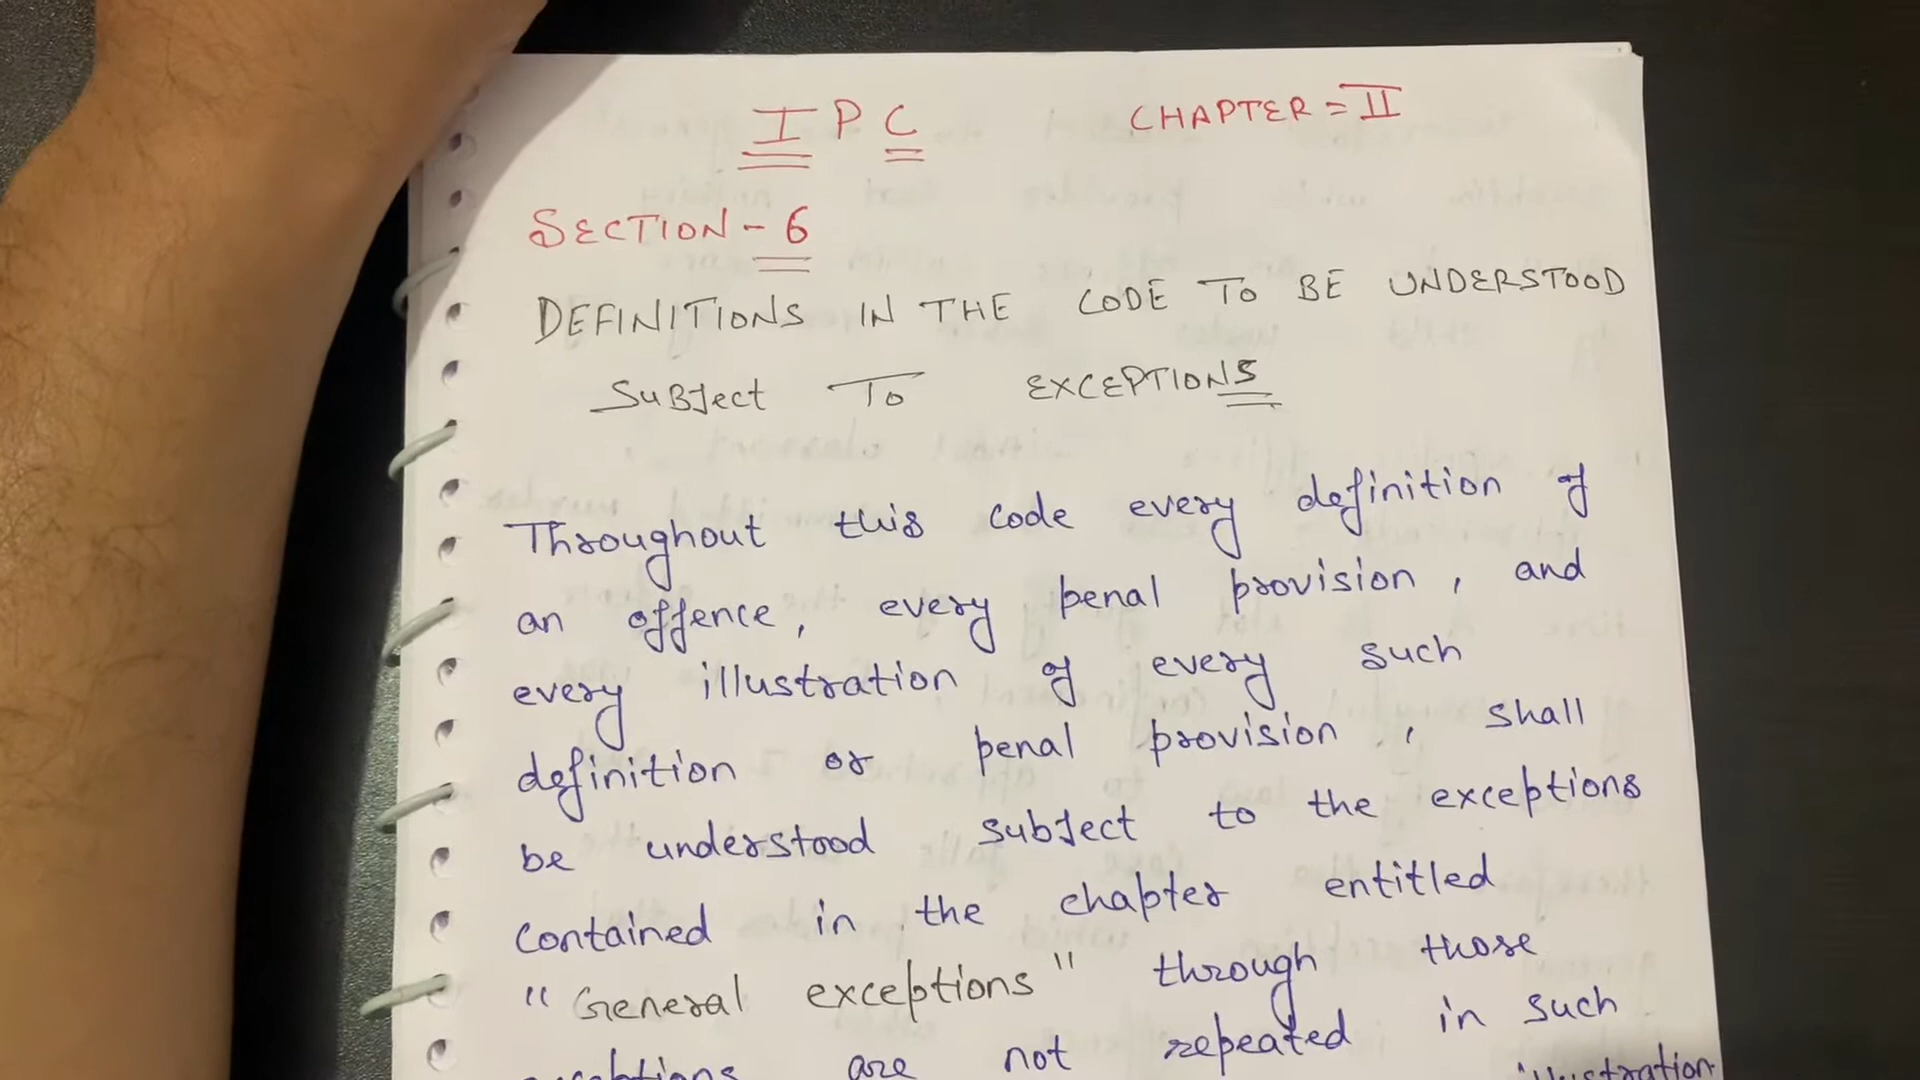 IPC CHAPTER = II
SECTION - 6
DEFINITIONS IN THE CODE TO BE UNDERSTOOD
SUBJECT TO EXCEPTIONS
Throughout this code every definition of
an offence, every penal provision, and
every illustration of every such
definition or penal provision, shall
be understood subject to the exceptions
contained in the chapter entitled
"General exceptions" through those
exceptions are not repeated in such
illustration